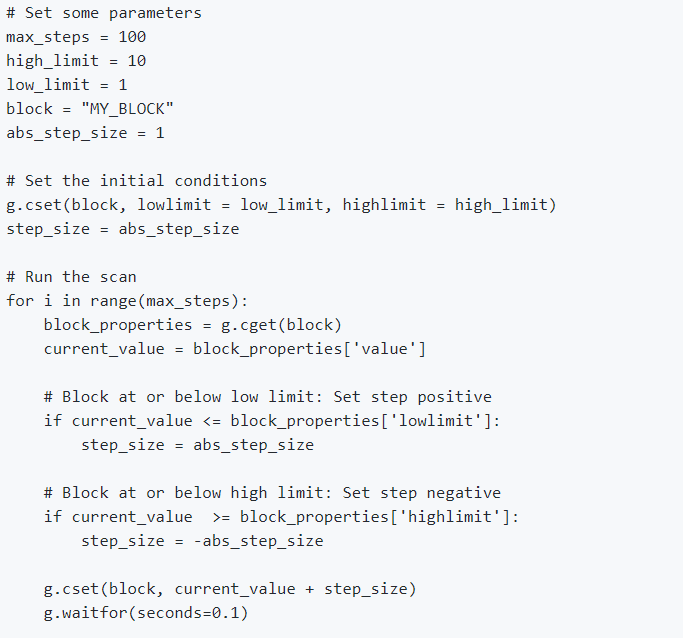 # Set some parameters
max_steps = 100
high_limit = 10
low_limit = 1
block = "MY_BLOCK"
abs_step_size = 1

# Set the initial conditions
g.cset(block, lowlimit = low_limit, highlimit = high_limit)
step_size = abs_step_size

# Run the scan
for i in range(max_steps):
    block_properties = g.cget(block)
    current_value = block_properties['value']

    # Block at or below low limit: Set step positive
    if current_value <= block_properties['lowlimit']:
        step_size = abs_step_size

    # Block at or below high limit: Set step negative
    if current_value  >= block_properties['highlimit']:
        step_size = -abs_step_size

    g.cset(block, current_value + step_size)
    g.waitfor(seconds=0.1)